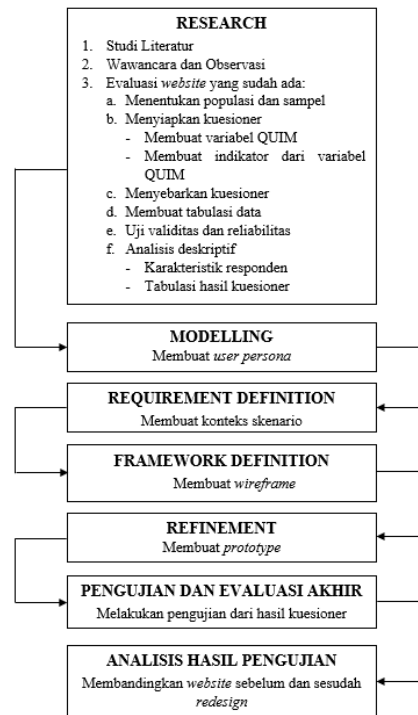 RESEARCH
1. Studi Literatur
2. Wawancara dan Observasi
3. Evaluasi website yang sudah ada:
a. Menentukan populasi dan sampel
b. Menyiapkan kuesioner
- Membuat variabel QUIM
- Membuat indikator dari variabel
QUIM
c. Menyebarkan kuesioner
d. Membuat tabulasi data
e. Uji validitas dan reliabilitas
f. Analisis deskriptif
- Karakteristik responden
- Tabulasi hasil kuesioner
MODELLING
Membuat user persona
REQUIREMENT DEFINITION
Membuat konteks skenario
FRAMEWORK DEFINITION
Membuat wireframe
REFINEMENT
Membuat prototype
PENGUJIAN DAN EVALUASI AKHIR
Melakukan pengujian dari hasil kuesioner
ANALISIS HASIL PENGUJIAN
Membandingkan website sebelum dan sesudah
redesign